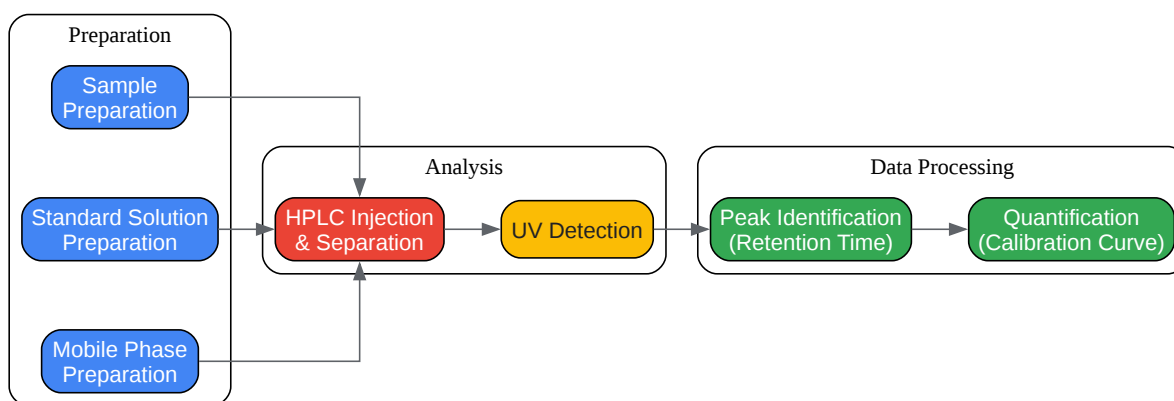 Preparation
Sample
Preparation
Standard Solution
Preparation
Mobile Phase
Preparation
Analysis
HPLC Injection
& Separation
UV Detection
Data Processing
Peak Identification
(Retention Time)
Quantification
(Calibration Curve)